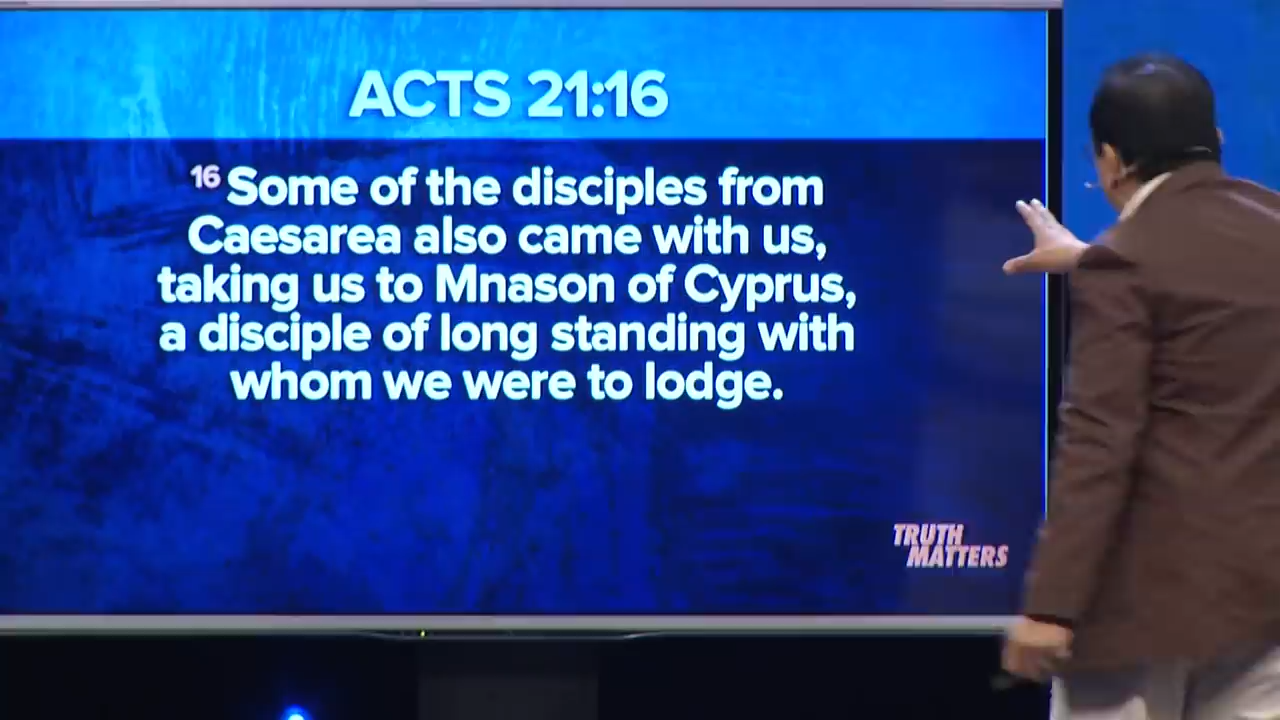 ACTS 21:16
16 Some of the disciples from
Caesarea also came with us,
taking us to Mnason of Cyprus,
a disciple of long standing with
whom we were to lodge.
TRUTH
MATTERS